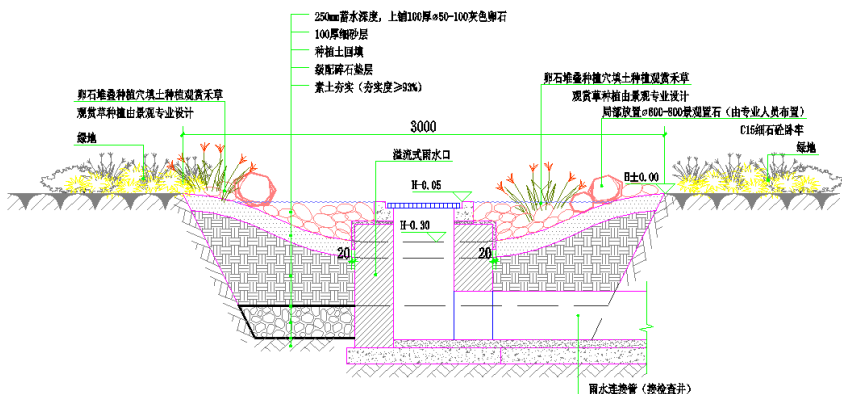 250mm蓄水深度，上铺100厚ø50-100灰色卵石
100厚细砂层
种植土回填
级配碎石垫层
素土夯实（夯实度≥93%）
卵石堆叠种植穴填土种植观赏禾草
观赏草种植由景观专业设计
绿地
卵石堆叠种植穴填土种植观赏禾草
观赏草种植由景观专业设计
局部放置ø600-800景观置石（由专业人员布置）
C15细石砼卧牢
绿地
3000
溢流式雨水口
H-0.05
H±0.00
H-0.30
20
20
雨水连接管（接检查井）